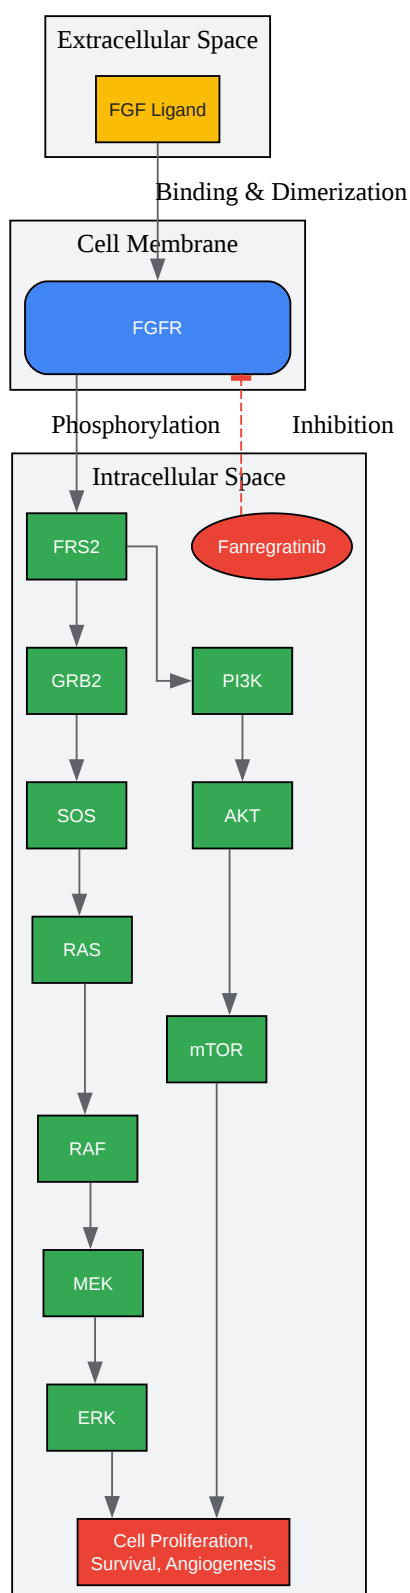 Extracellular Space
FGF Ligand
Binding & Dimerization
Cell Membrane
FGFR
Phosphorylation
Inhibition
Intracellular Space
FRS2
Fanregratinib
GRB2
PI3K
SOS
AKT
RAS
mTOR
RAF
MEK
ERK
Cell Proliferation,
Survival, Angiogenesis